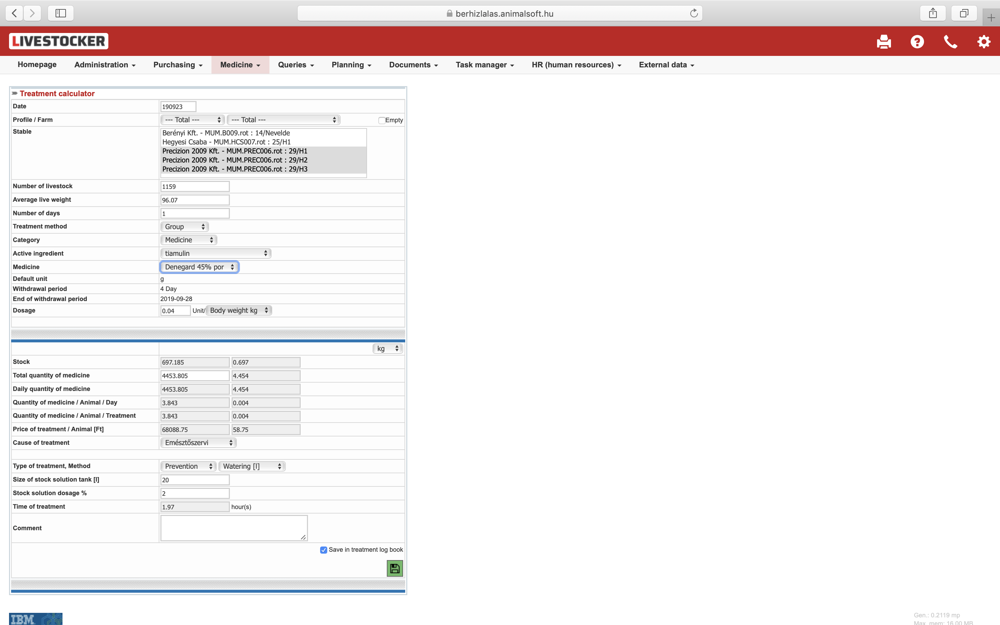 berhizlalas.animalsoft.hu
LIVESTOCKER
Homepage Administration Purchasing Medicine Queries Planning Documents Task manager HR (human resources) External data
Treatment calculator
Date 190923
Profile / Farm --- Total --- --- Total --- Empty
Stable
Berényi Kft. - MUM.B009.rot : 14/Nevelde
Hegyesi Csaba - MUM.HCS007.rot : 25/H1
Precizion 2009 Kft. - MUM.PREC006.rot : 29/H1
Precizion 2009 Kft. - MUM.PREC006.rot : 29/H2
Precizion 2009 Kft. - MUM.PREC006.rot : 29/H3
Number of livestock 1159
Average live weight 96.07
Number of days 1
Treatment method Group
Category Medicine
Active ingredient tiamulin
Medicine Denegard 45% por
Default unit g
Withdrawal period 4 Day
End of withdrawal period 2019-09-28
Dosage 0.04 Unit/ Body weight kg
kg
Stock 697.185 0.697
Total quantity of medicine 4453.805 4.454
Daily quantity of medicine 4453.805 4.454
Quantity of medicine / Animal / Day 3.843 0.004
Quantity of medicine / Animal / Treatment 3.843 0.004
Price of treatment / Animal [Ft] 68088.75 58.75
Cause of treatment Emésztőszervi
Type of treatment, Method Prevention Watering [l]
Size of stock solution tank [l] 20
Stock solution dosage % 2
Time of treatment 1.97 hour(s)
Comment
Save in treatment log book
IBM
Gen.: 0.2119 mp
Max. mem: 16.00 MB